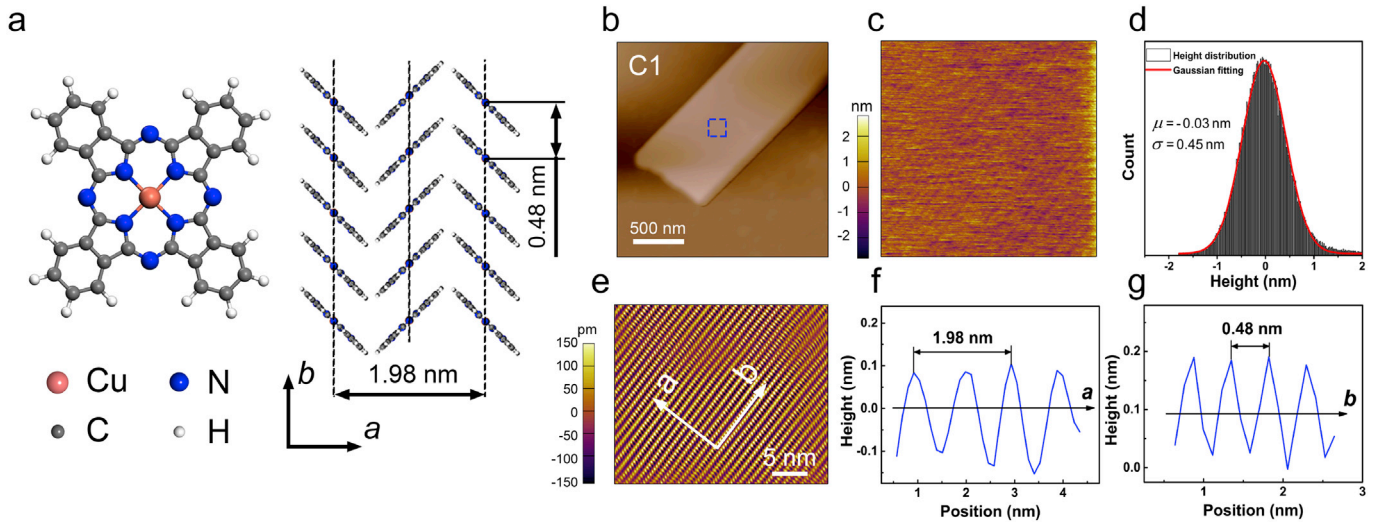 a
0.48 nm
1.98 nm
b
a
Cu
N
C
H
b
C1
500 nm
c
nm
2
1
0
-1
-2
d
Height distribution
Gaussian fitting
μ = - 0.03 nm
σ = 0.45 nm
Count
-2
-1
0
1
2
Height (nm)
e
pm
150
100
50
0
-50
-100
-150
a
b
5 nm
f
0.2
0.1
0.0
-0.1
Height (nm)
1.98 nm
a
1
2
3
4
Position (nm)
g
0.2
0.1
0.0
Height (nm)
0.48 nm
b
1
2
3
Position (nm)